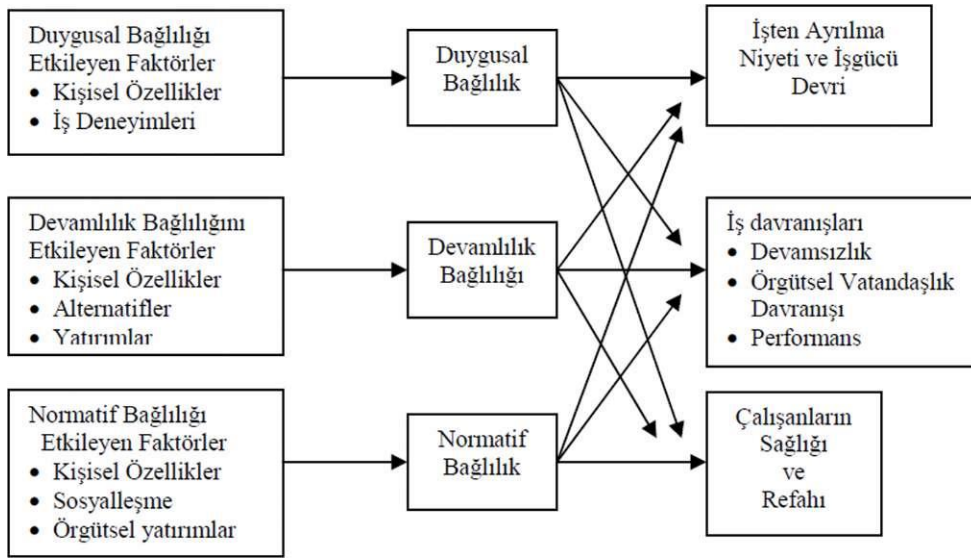 Duygusal Bağlılığı
Etkileyen Faktörler
• Kişisel Özellikler
• İş Deneyimleri
Duygusal
Bağlılık
İşten Ayrılma
Niyeti ve İşgücü
Devri
Devamlılık Bağlılığını
Etkileyen Faktörler
• Kişisel Özellikler
• Alternatifler
• Yatırımlar
Devamlılık
Bağlılığı
İş davranışları
• Devamsızlık
• Örgütsel Vatandaşlık
Davranışı
• Performans
Normatif Bağlılığı
Etkileyen Faktörler
• Kişisel Özellikler
• Sosyalleşme
• Örgütsel yatırımlar
Normatif
Bağlılık
Çalışanların
Sağlığı
ve
Refahı